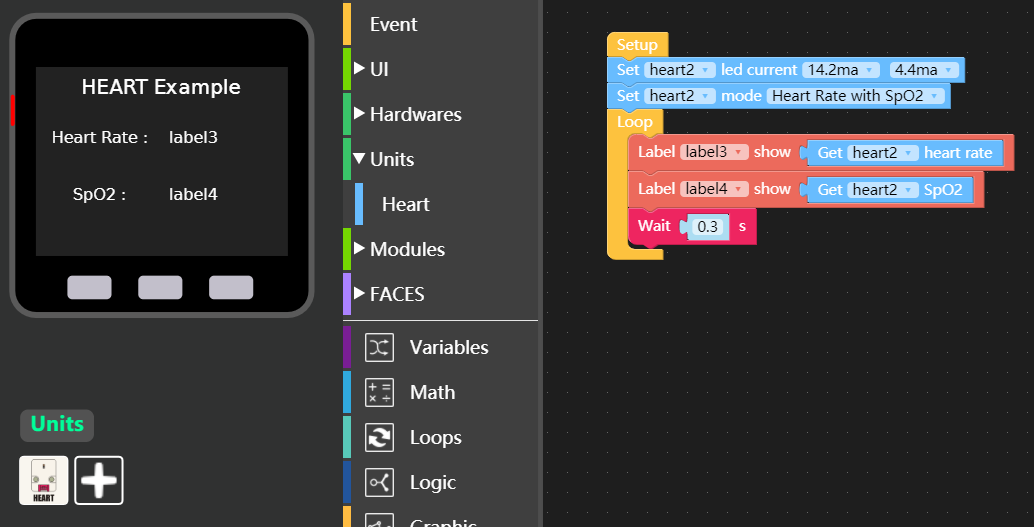 HEART Example
Heart Rate : label3
SpO2 : label4
Units
HEART
Event
UI
Hardwares
Units
Heart
Modules
FACES
Variables
Math
Loops
Logic
Graphic
Setup
Set heart2 led current 14.2ma 4.4ma
Set heart2 mode Heart Rate with SpO2
Loop
Label label3 show Get heart2 heart rate
Label label4 show Get heart2 SpO2
Wait 0.3 s